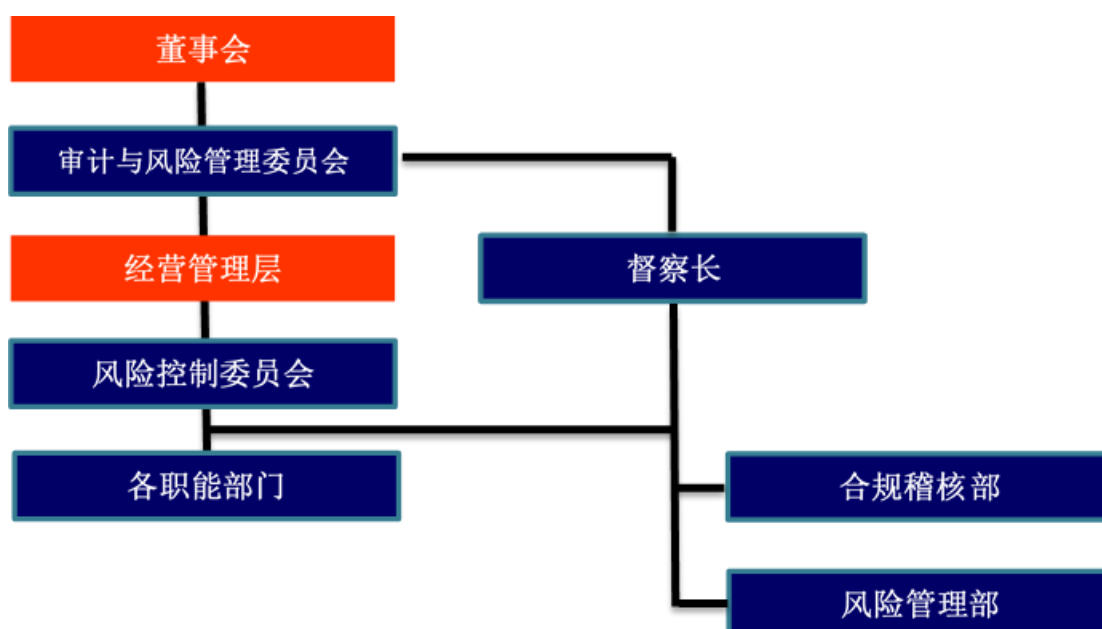 董事会
审计与风险管理委员会
经营管理层
督察长
风险控制委员会
各职能部门
合规稽核部
风险管理部